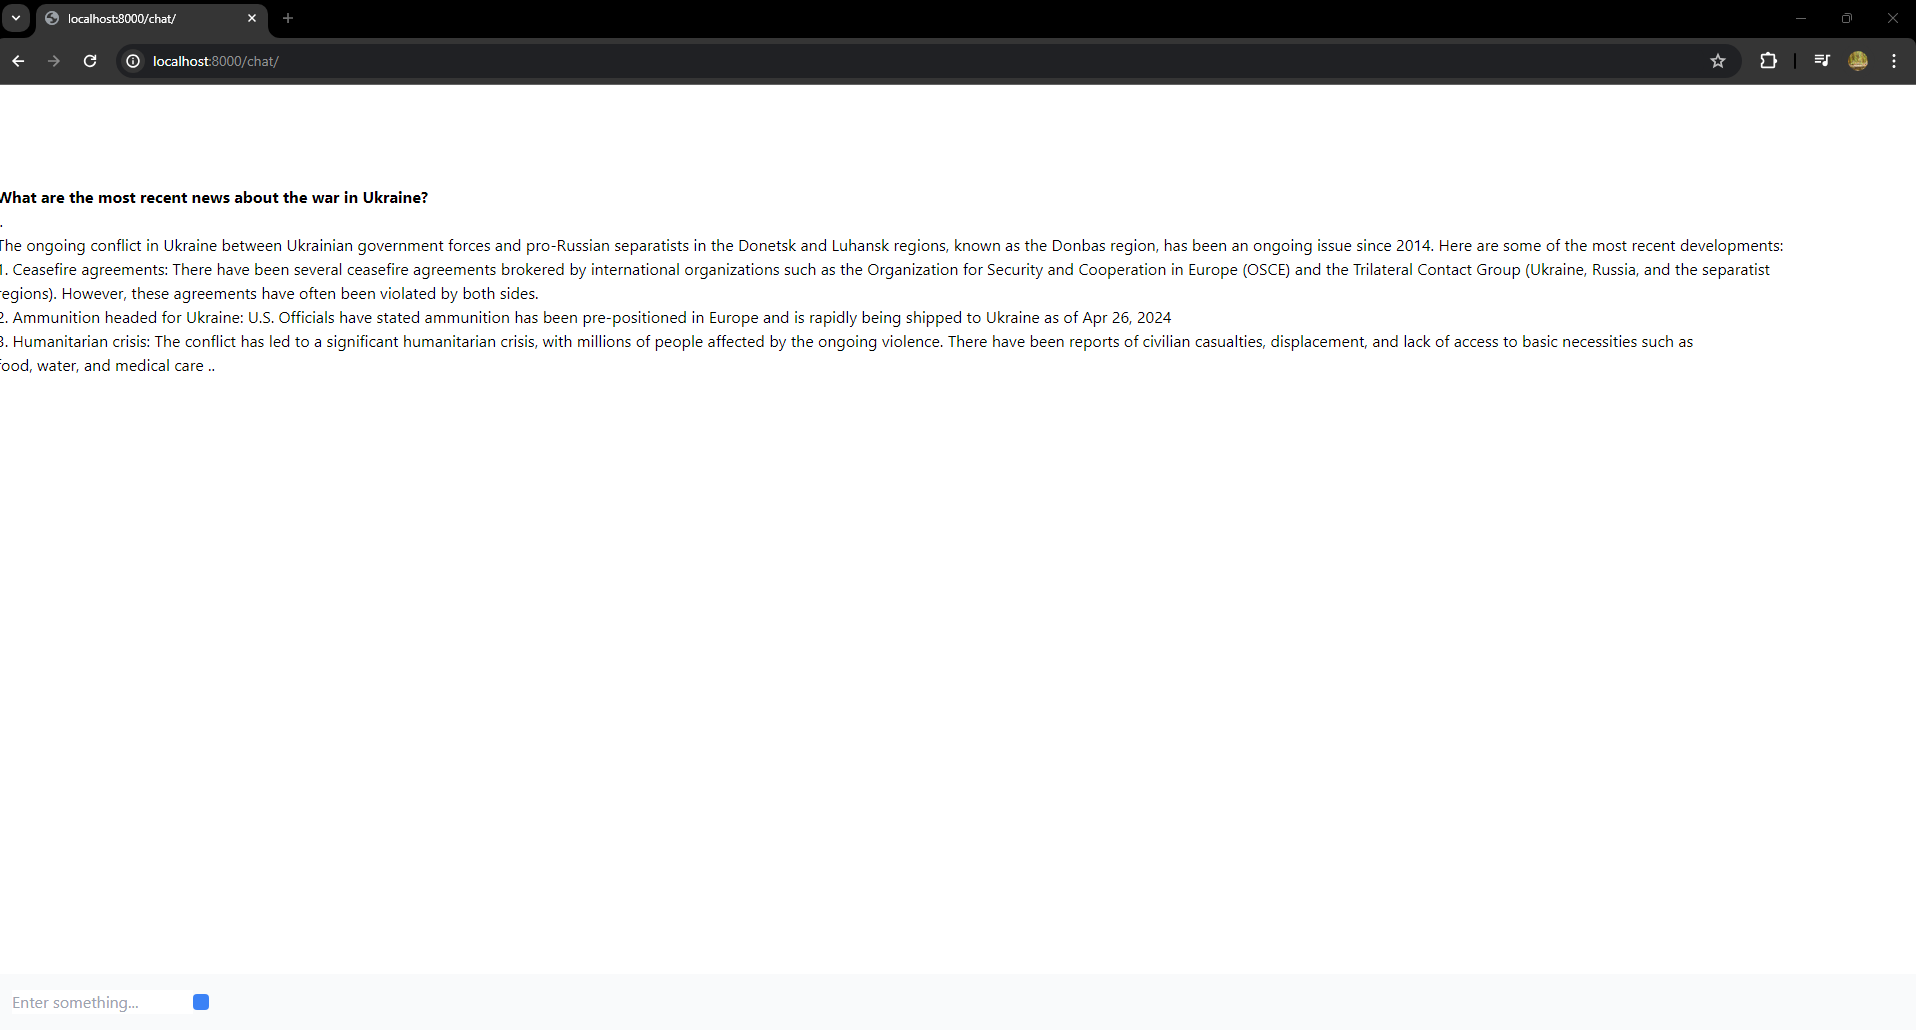 localhost:8000/chat/
localhost:8000/chat/
What are the most recent news about the war in Ukraine?
.
The ongoing conflict in Ukraine between Ukrainian government forces and pro-Russian separatists in the Donetsk and Luhansk regions, known as the Donbas region, has been an ongoing issue since 2014. Here are some of the most recent developments:
1. Ceasefire agreements: There have been several ceasefire agreements brokered by international organizations such as the Organization for Security and Cooperation in Europe (OSCE) and the Trilateral Contact Group (Ukraine, Russia, and the separatist
regions). However, these agreements have often been violated by both sides.
2. Ammunition headed for Ukraine: U.S. Officials have stated ammunition has been pre-positioned in Europe and is rapidly being shipped to Ukraine as of Apr 26, 2024
3. Humanitarian crisis: The conflict has led to a significant humanitarian crisis, with millions of people affected by the ongoing violence. There have been reports of civilian casualties, displacement, and lack of access to basic necessities such as
food, water, and medical care ..
Enter something...